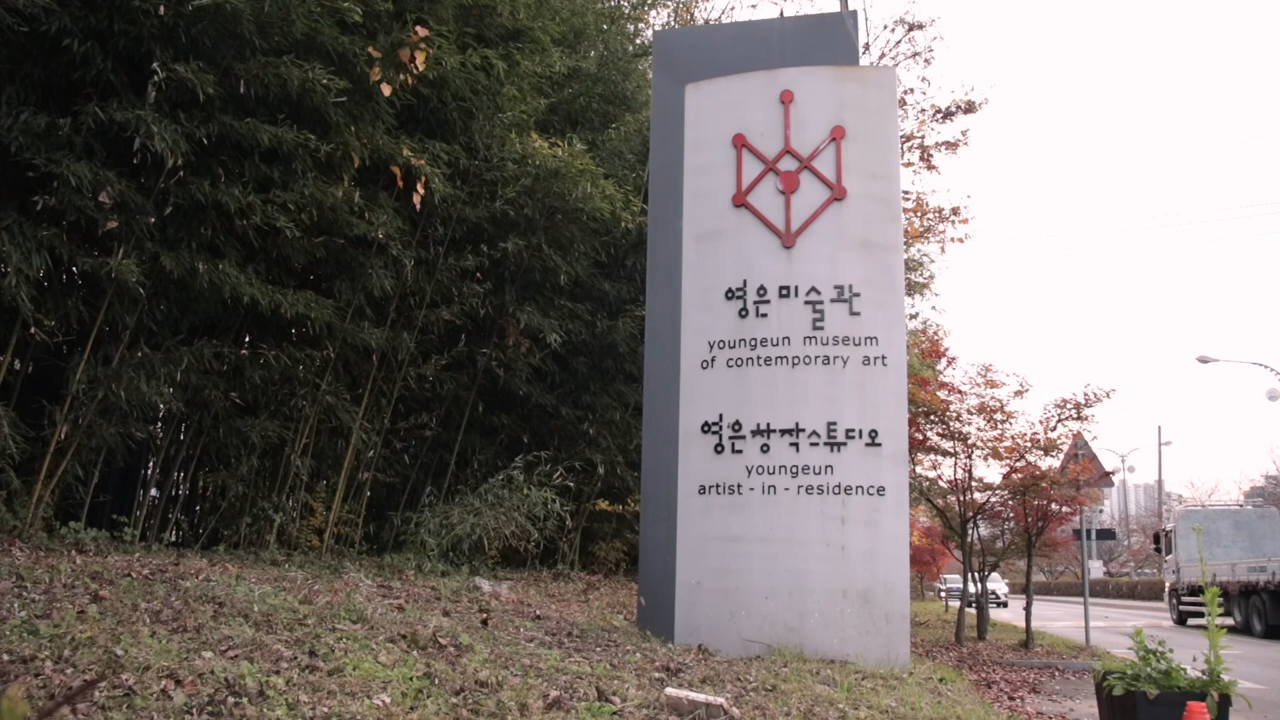 영은미술관
youngeun museum
of contemporary art
영은창작스튜디오
youngeun
artist - in - residence